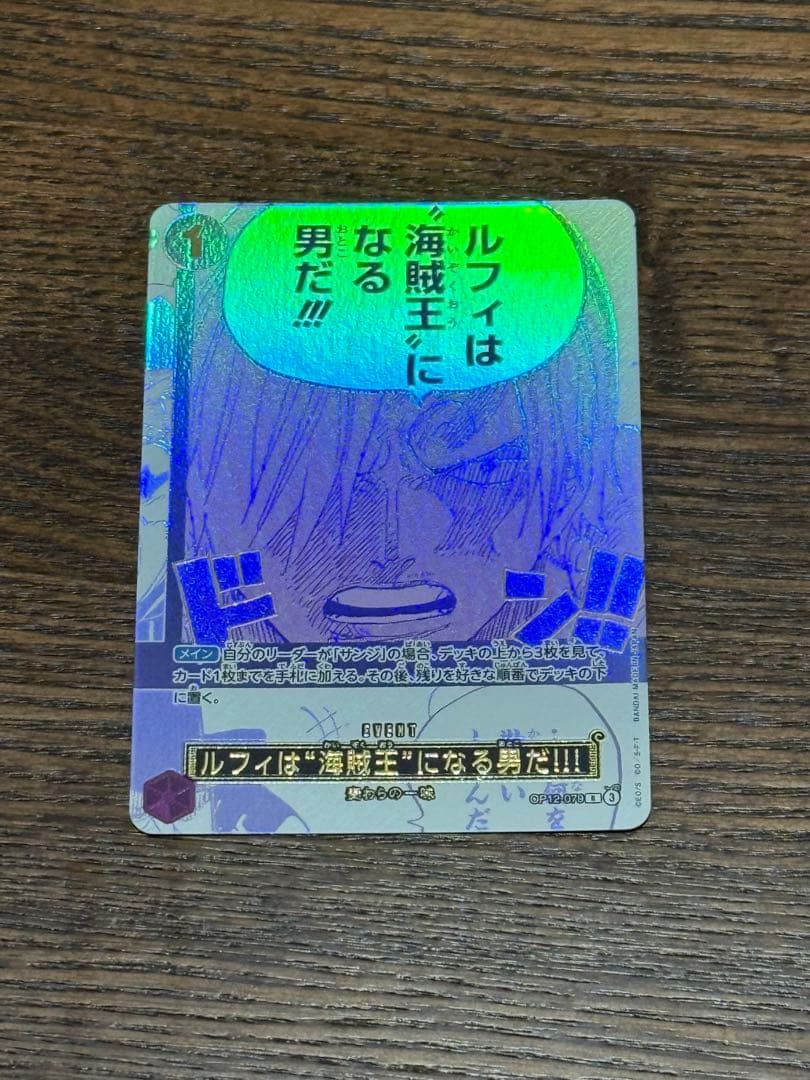 1
ルフィは
“海賊王”に
なる
男だ!!!
ドン!!
メイン 自分のリーダーが「サンジ」の場合、デッキの上から3枚を見て、
カード1枚までを手札に加える。その後、残りを好きな順番でデッキの下
に置く。
EVENT
ルフィは“海賊王”になる男だ!!!
麦わらの一味
OP12-079 R 3
©E.O/S ©O/S･F･T BANDAI MADE IN JAPAN